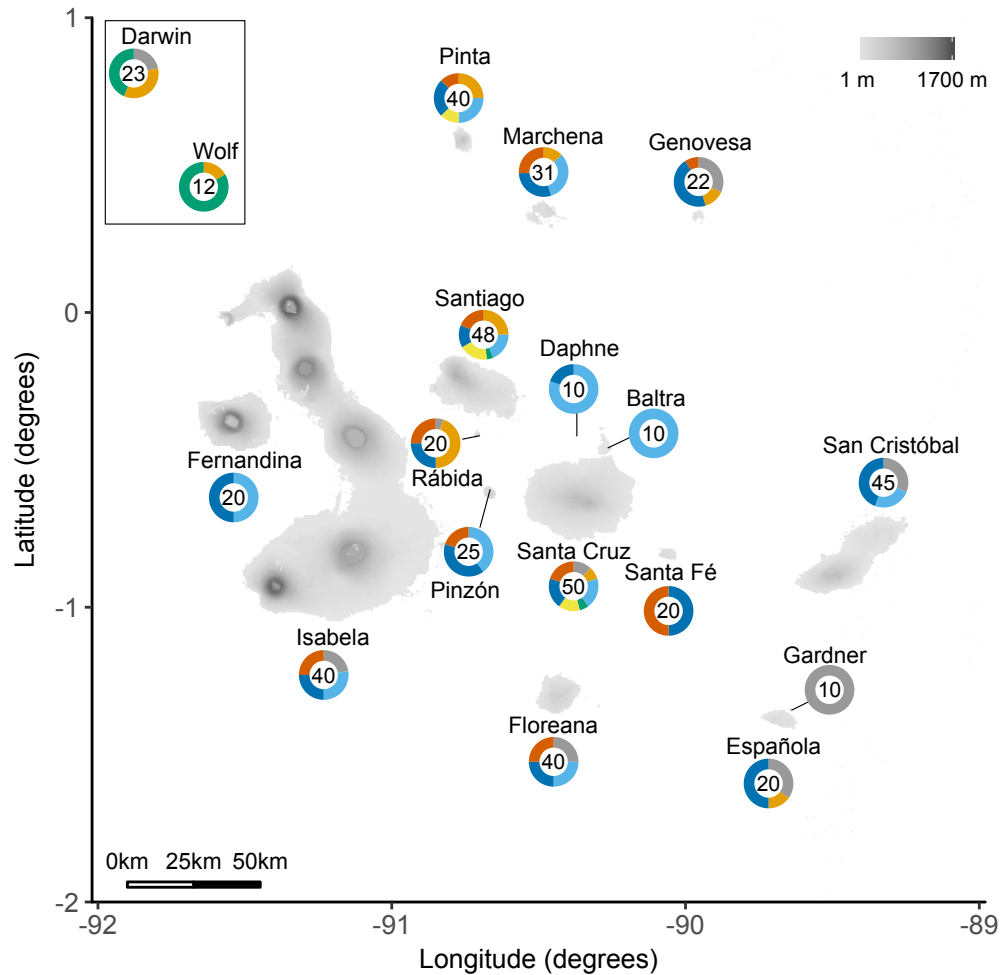 1
Darwin
23
Wolf
12
Pinta
40
Marchena
31
Genovesa
22
1 m 1700 m
0
Santiago
48
Daphne
10
Baltra
10
Rábida
20
Fernandina
20
San Cristóbal
45
Pinzón
25
Santa Cruz
50
Santa Fé
20
-1
Isabela
40
Gardner
10
Floreana
40
Española
20
0km 25km 50km
-2
-92 -91 -90 -89
Longitude (degrees)
Latitude (degrees)